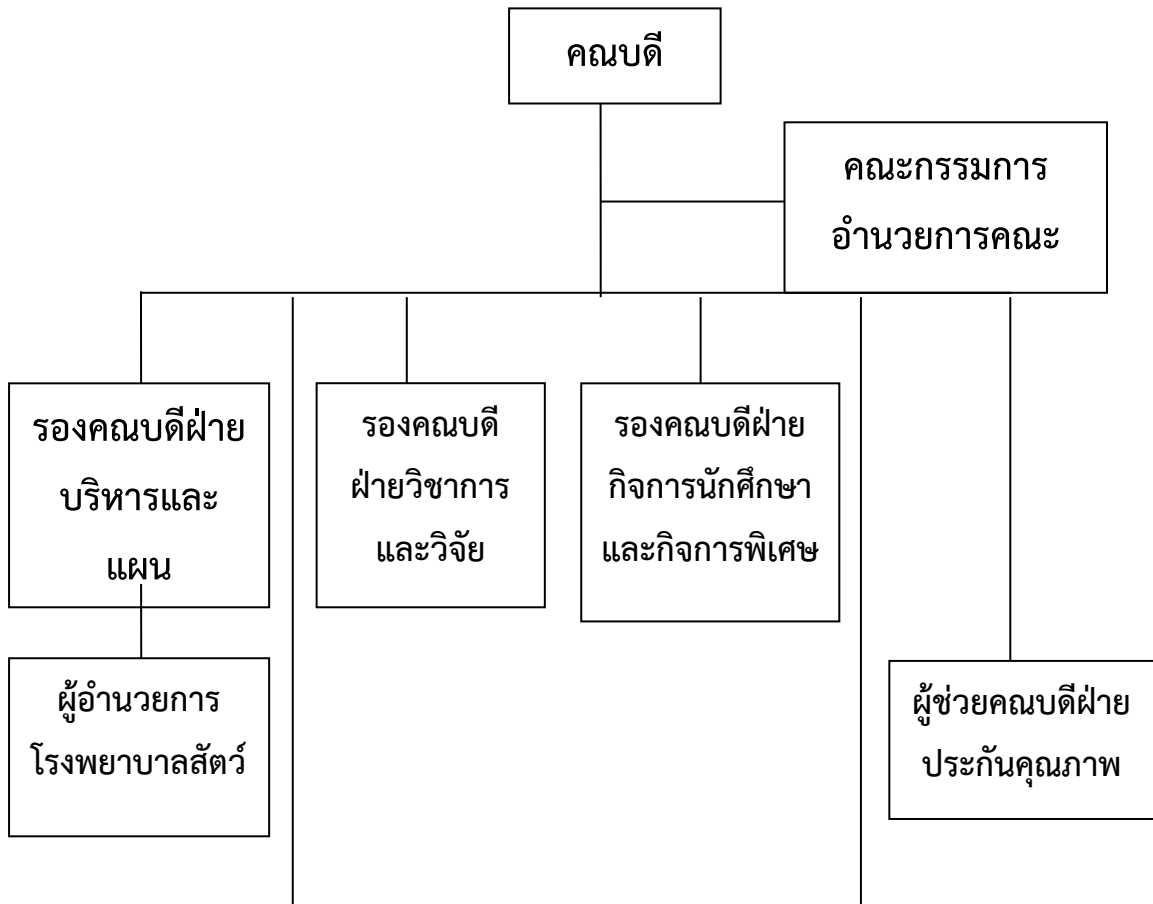 คณบดี
คณะกรรมการ
อำนวยการคณะ
รองคณบดีฝ่าย
บริหารและ
แผน
รองคณบดี
ฝ่ายวิชาการ
และวิจัย
รองคณบดีฝ่าย
กิจการนักศึกษา
และกิจการพิเศษ
ผู้อำนวยการ
โรงพยาบาลสัตว์
ผู้ช่วยคณบดีฝ่าย
ประกันคุณภาพ